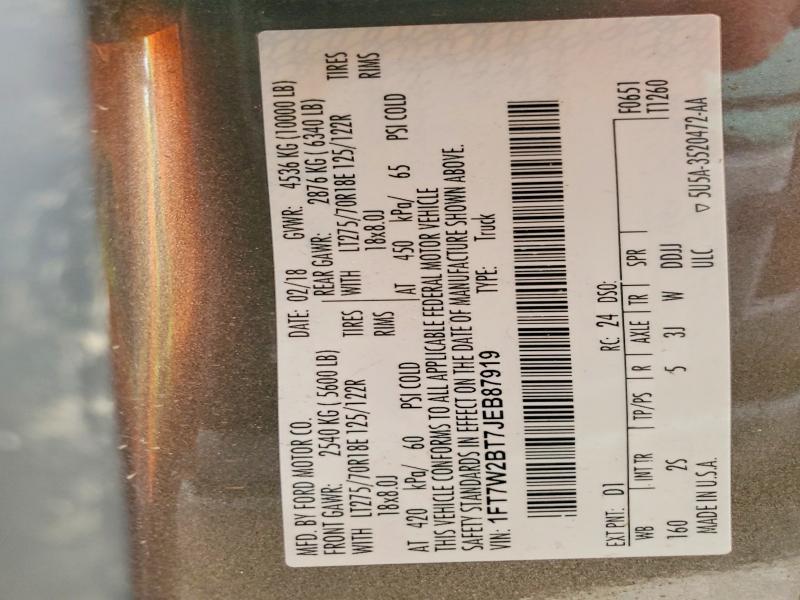 MFD. BY FORD MOTOR CO. DATE: 02/18 GVWR: 4536 KG (10000 LB)
FRONT GAWR: 2540 KG (5600 LB) REAR GAWR: 2876 KG (6340 LB)
WITH LT275/70R18E 125/122R TIRES WITH LT275/70R18E 125/122R TIRES
18x8.0J RIMS 18x8.0J RIMS
AT 420 kPa/ 60 PSI COLD AT 450 kPa/ 65 PSI COLD
THIS VEHICLE CONFORMS TO ALL APPLICABLE FEDERAL MOTOR VEHICLE
SAFETY STANDARDS IN EFFECT ON THE DATE OF MANUFACTURE SHOWN ABOVE.
VIN: 1FT7W2BT7JEB87919 TYPE: Truck
EXT PNT: D1 RC: 24 DSO: F0651
WB INT TR TP/PS R AXLE TR SPR T1260
160 2S 5 3J W DDJJ
MADE IN U.S.A. ULC ▽ 5U5A-3520472-AA